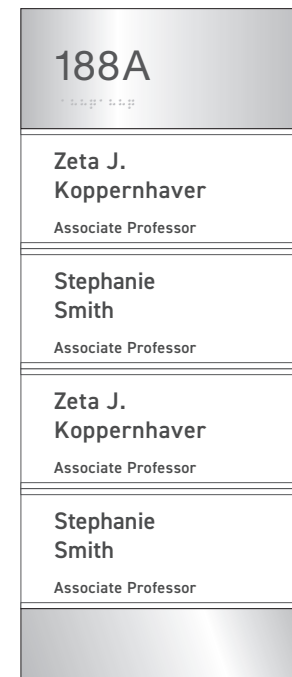 188A
Zeta J.
Koppernhaver
Associate Professor
Stephanie
Smith
Associate Professor
Zeta J.
Koppernhaver
Associate Professor
Stephanie
Smith
Associate Professor